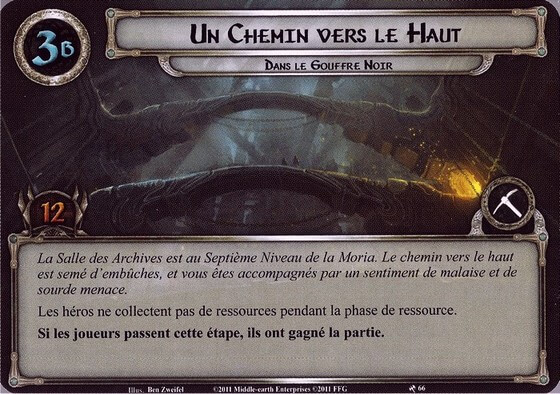 3B
Un Chemin vers le Haut
Dans le Gouffre Noir
12
La Salle des Archives est au Septième Niveau de la Moria. Le chemin vers le haut
est semé d'embûches, et vous êtes accompagnés par un sentiment de malaise et de
sourde menace.
Les héros ne collectent pas de ressources pendant la phase de ressource.
Si les joueurs passent cette étape, ils ont gagné la partie.
Illus. Ben Zweifel ©2011 Middle-earth Enterprises ©2011 FFG 66